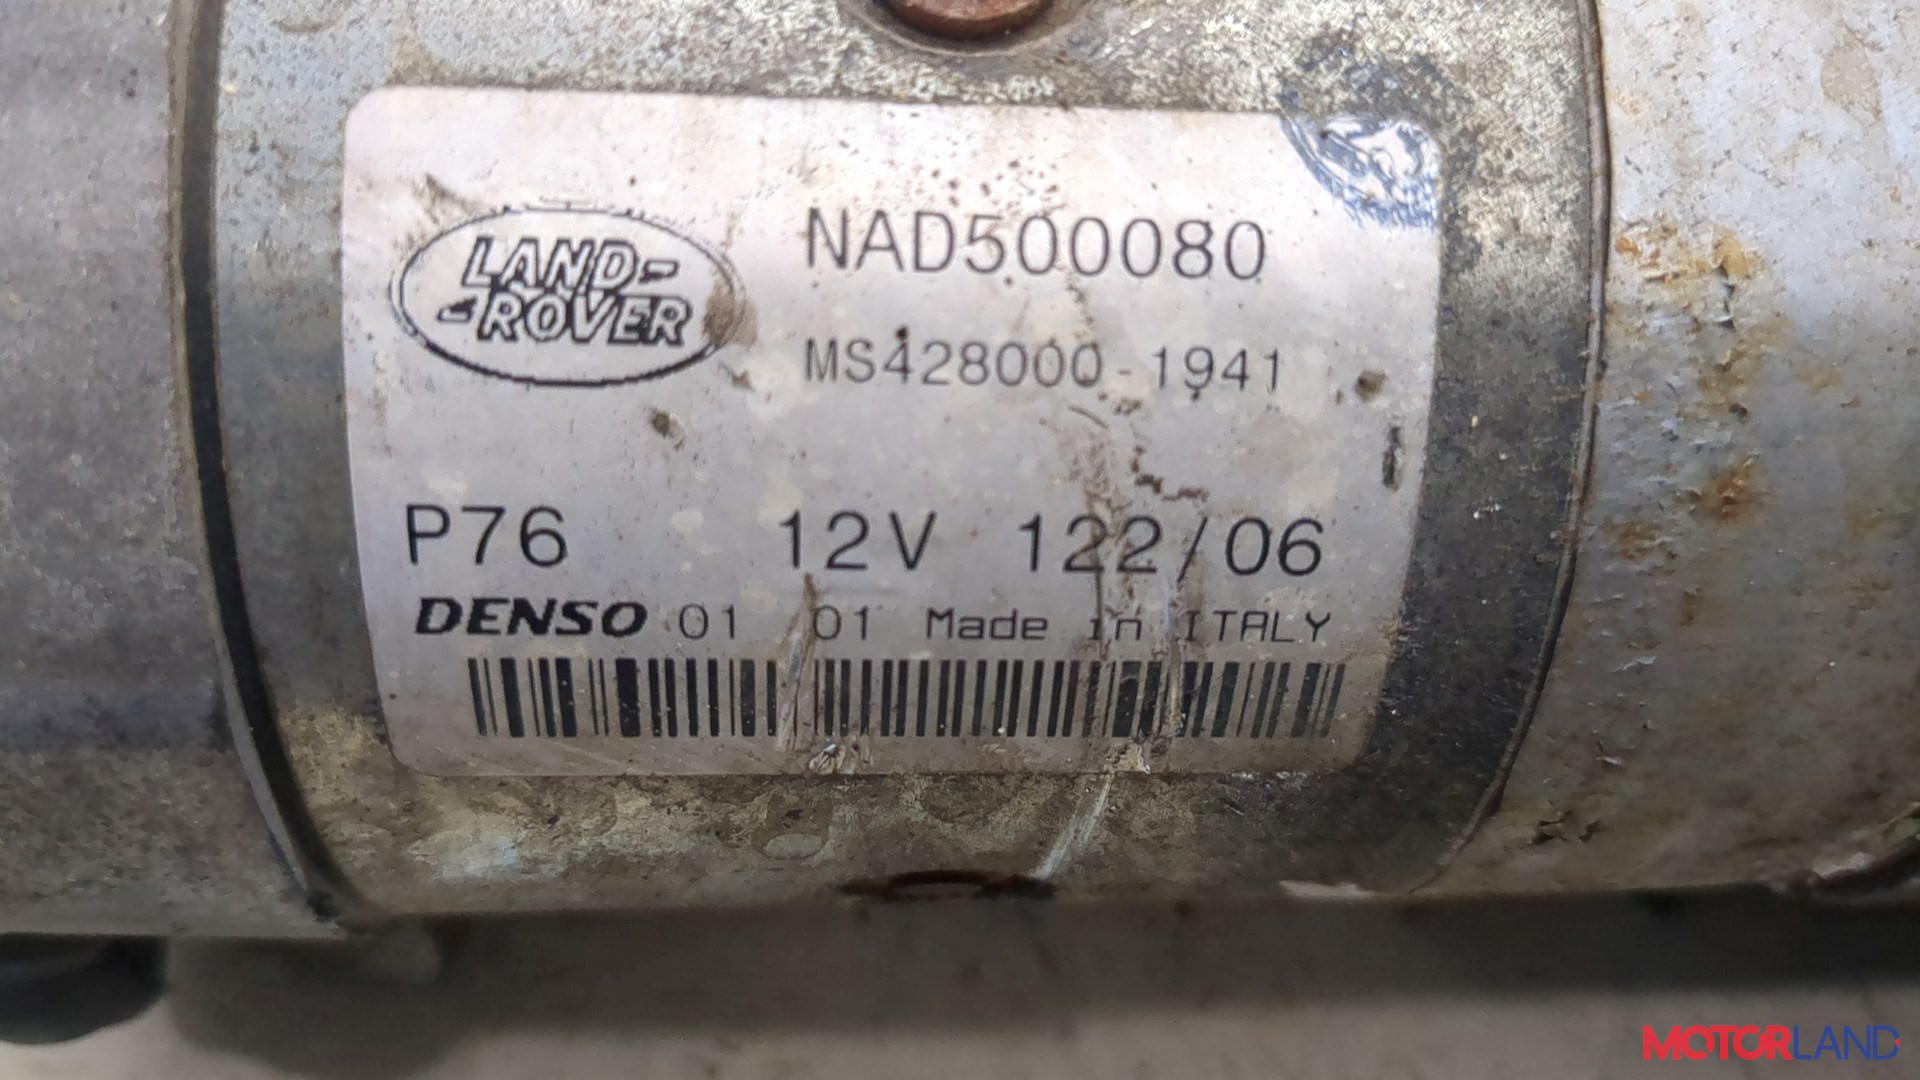 LAND-
-ROVER
NAD500080
MS428000-1941
P76 12V 122/06
DENSO 01 01 Made in ITALY
MOTORLAND